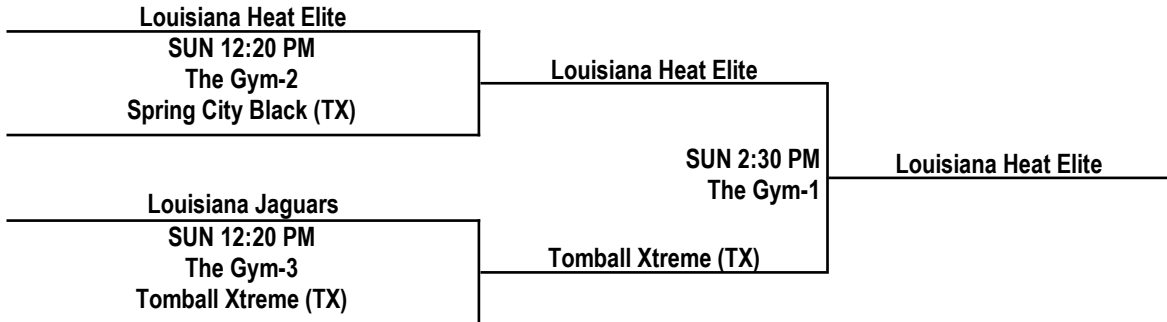 Louisiana Heat Elite
SUN 12:20 PM
The Gym-2
Spring City Black (TX)
Louisiana Heat Elite
SUN 2:30 PM
The Gym-1
Louisiana Heat Elite
Louisiana Jaguars
SUN 12:20 PM
The Gym-3
Tomball Xtreme (TX)
Tomball Xtreme (TX)